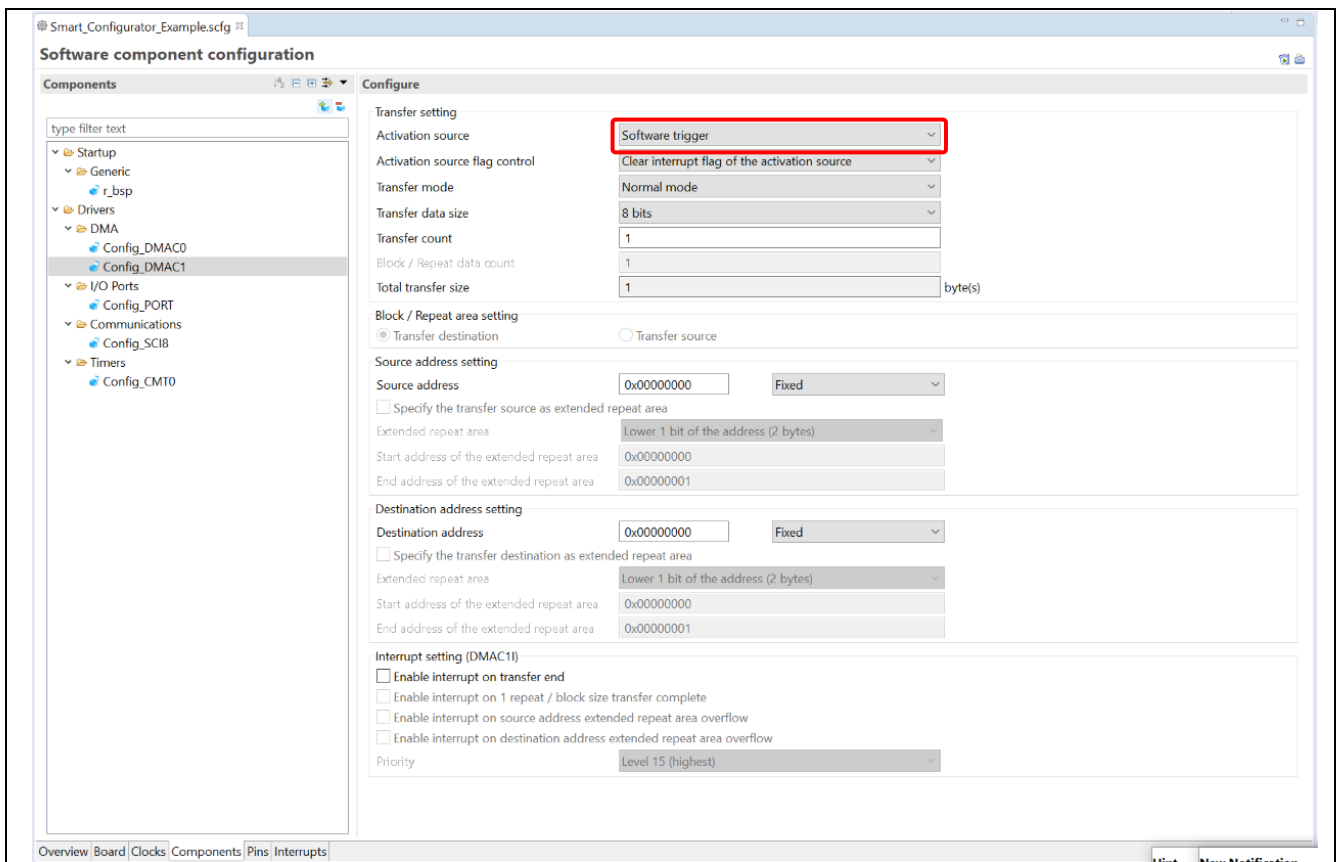 Smart_Configurator_Example.scfg
Software component configuration
Components
Configure
type filter text
Startup
Generic
r_bsp
Drivers
DMA
Config_DMAC0
Config_DMAC1
I/O Ports
Config_PORT
Communications
Config_SCI8
Timers
Config_CMT0
Transfer setting
Activation source Software trigger
Activation source flag control Clear interrupt flag of the activation source
Transfer mode Normal mode
Transfer data size 8 bits
Transfer count 1
Block / Repeat data count 1
Total transfer size 1 byte(s)
Block / Repeat area setting
Transfer destination Transfer source
Source address setting
Source address 0x00000000 Fixed
Specify the transfer source as extended repeat area
Extended repeat area Lower 1 bit of the address (2 bytes)
Start address of the extended repeat area 0x00000000
End address of the extended repeat area 0x00000001
Destination address setting
Destination address 0x00000000 Fixed
Specify the transfer destination as extended repeat area
Extended repeat area Lower 1 bit of the address (2 bytes)
Start address of the extended repeat area 0x00000000
End address of the extended repeat area 0x00000001
Interrupt setting (DMAC1I)
Enable interrupt on transfer end
Enable interrupt on 1 repeat / block size transfer complete
Enable interrupt on source address extended repeat area overflow
Enable interrupt on destination address extended repeat area overflow
Priority Level 15 (highest)
Overview Board Clocks Components Pins Interrupts